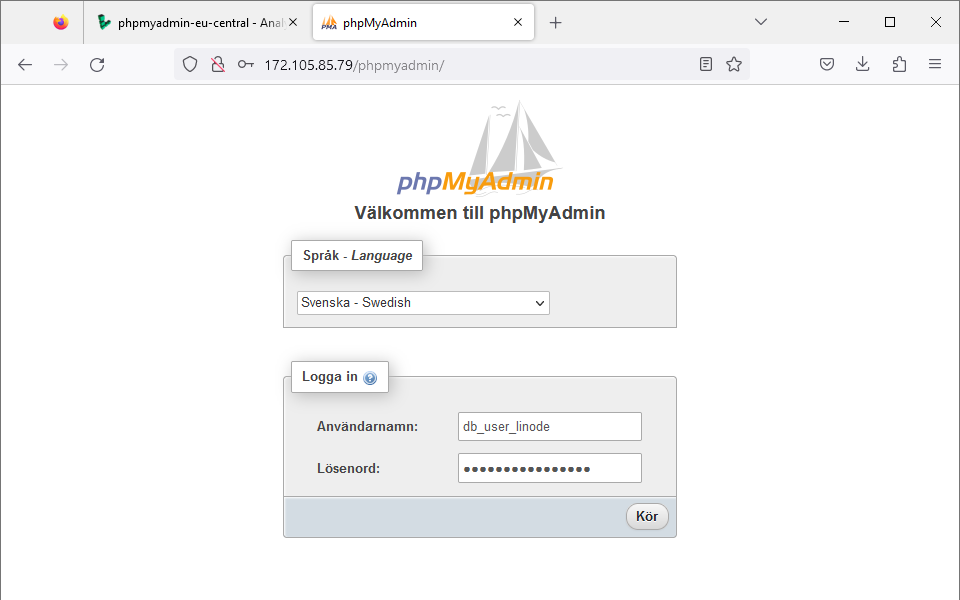 phpmyadmin-eu-central - Anal
PMA phpMyAdmin
172.105.85.79/phpmyadmin/
phpMyAdmin
Välkommen till phpMyAdmin
Språk - Language
Svenska - Swedish
Logga in
Användarnamn: db_user_linode
Lösenord: ●●●●●●●●●●●●●●●●
Kör